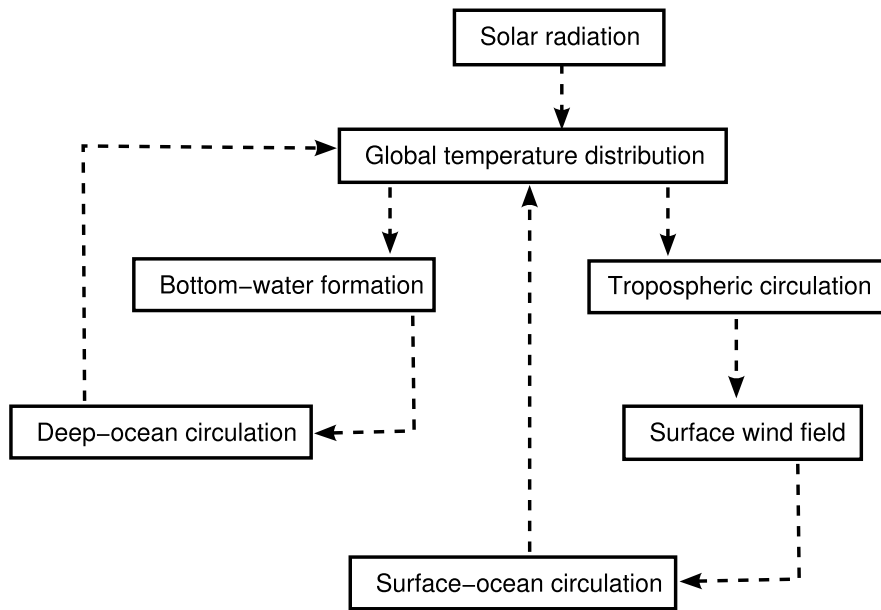 Solar radiation
Global temperature distribution
Bottom−water formation
Tropospheric circulation
Deep−ocean circulation
Surface wind field
Surface−ocean circulation